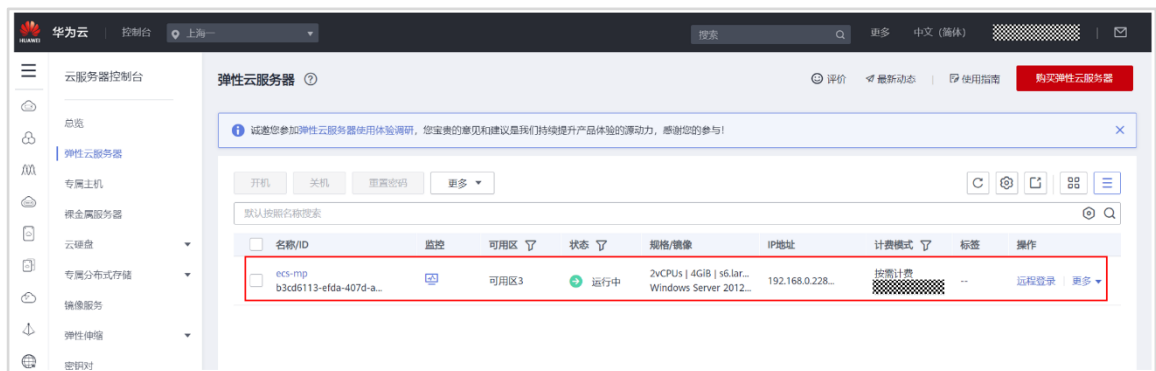 HUAWEI 华为云 控制台 上海一 搜索 更多 中文 (简体)
云服务器控制台
总览
弹性云服务器
专属主机
裸金属服务器
云硬盘
专属分布式存储
镜像服务
弹性伸缩
密钥对
弹性云服务器 评价 最新动态 使用指南 购买弹性云服务器
诚邀您参加弹性云服务器使用体验调研，您宝贵的意见和建议是我们持续提升产品体验的源动力，感谢您的参与！
开机 关机 重置密码 更多
默认按照名称搜索
名称/ID 监控 可用区 状态 规格/镜像 IP地址 计费模式 标签 操作
ecs-mp 可用区3 运行中 2vCPUs | 4GiB | s6.lar... 192.168.0.228... 按需计费 -- 远程登录 更多
b3cd6113-efda-407d-a... Windows Server 2012...